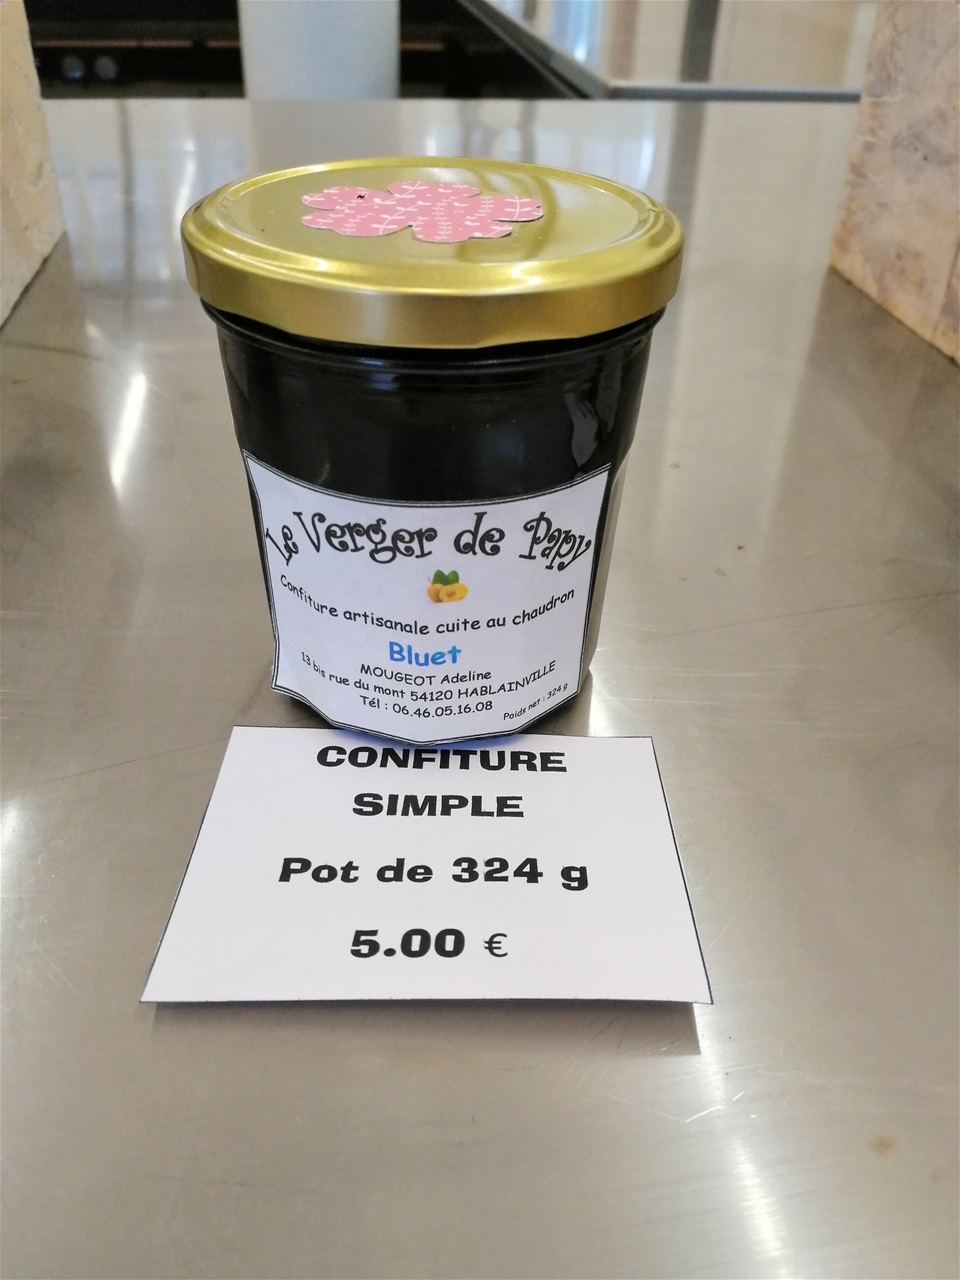 Le Verger de Papy
Confiture artisanale cuite au chaudron
Bluet
MOUGEOT Adeline
13 bis rue du mont 54120 HABLAINVILLE
Tél : 06.46.05.16.08
Poids net : 324 g
CONFITURE
SIMPLE
Pot de 324 g
5.00 €